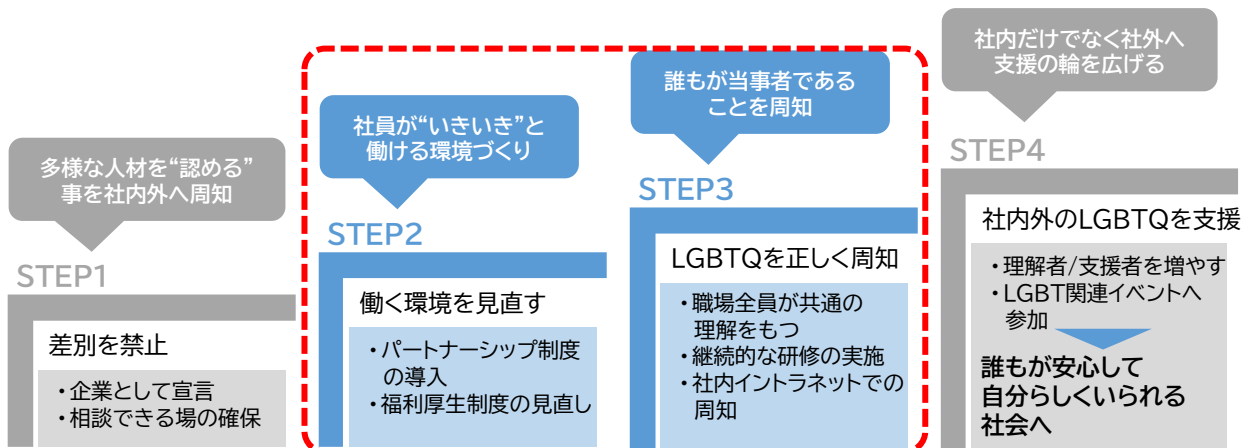 多様な人材を“認める”
事を社内外へ周知
STEP1
差別を禁止
・企業として宣言
・相談できる場の確保
社員が“いきいき”と
働ける環境づくり
STEP2
働く環境を見直す
・パートナーシップ制度
の導入
・福利厚生制度の見直し
誰もが当事者である
ことを周知
STEP3
LGBTQを正しく周知
・職場全員が共通の
理解をもつ
・継続的な研修の実施
・社内イントラネットでの
周知
社内だけでなく社外へ
支援の輪を広げる
STEP4
社内外のLGBTQを支援
・理解者/支援者を増やす
・LGBT関連イベントへ
参加
誰もが安心して
自分らしくいられる
社会へ